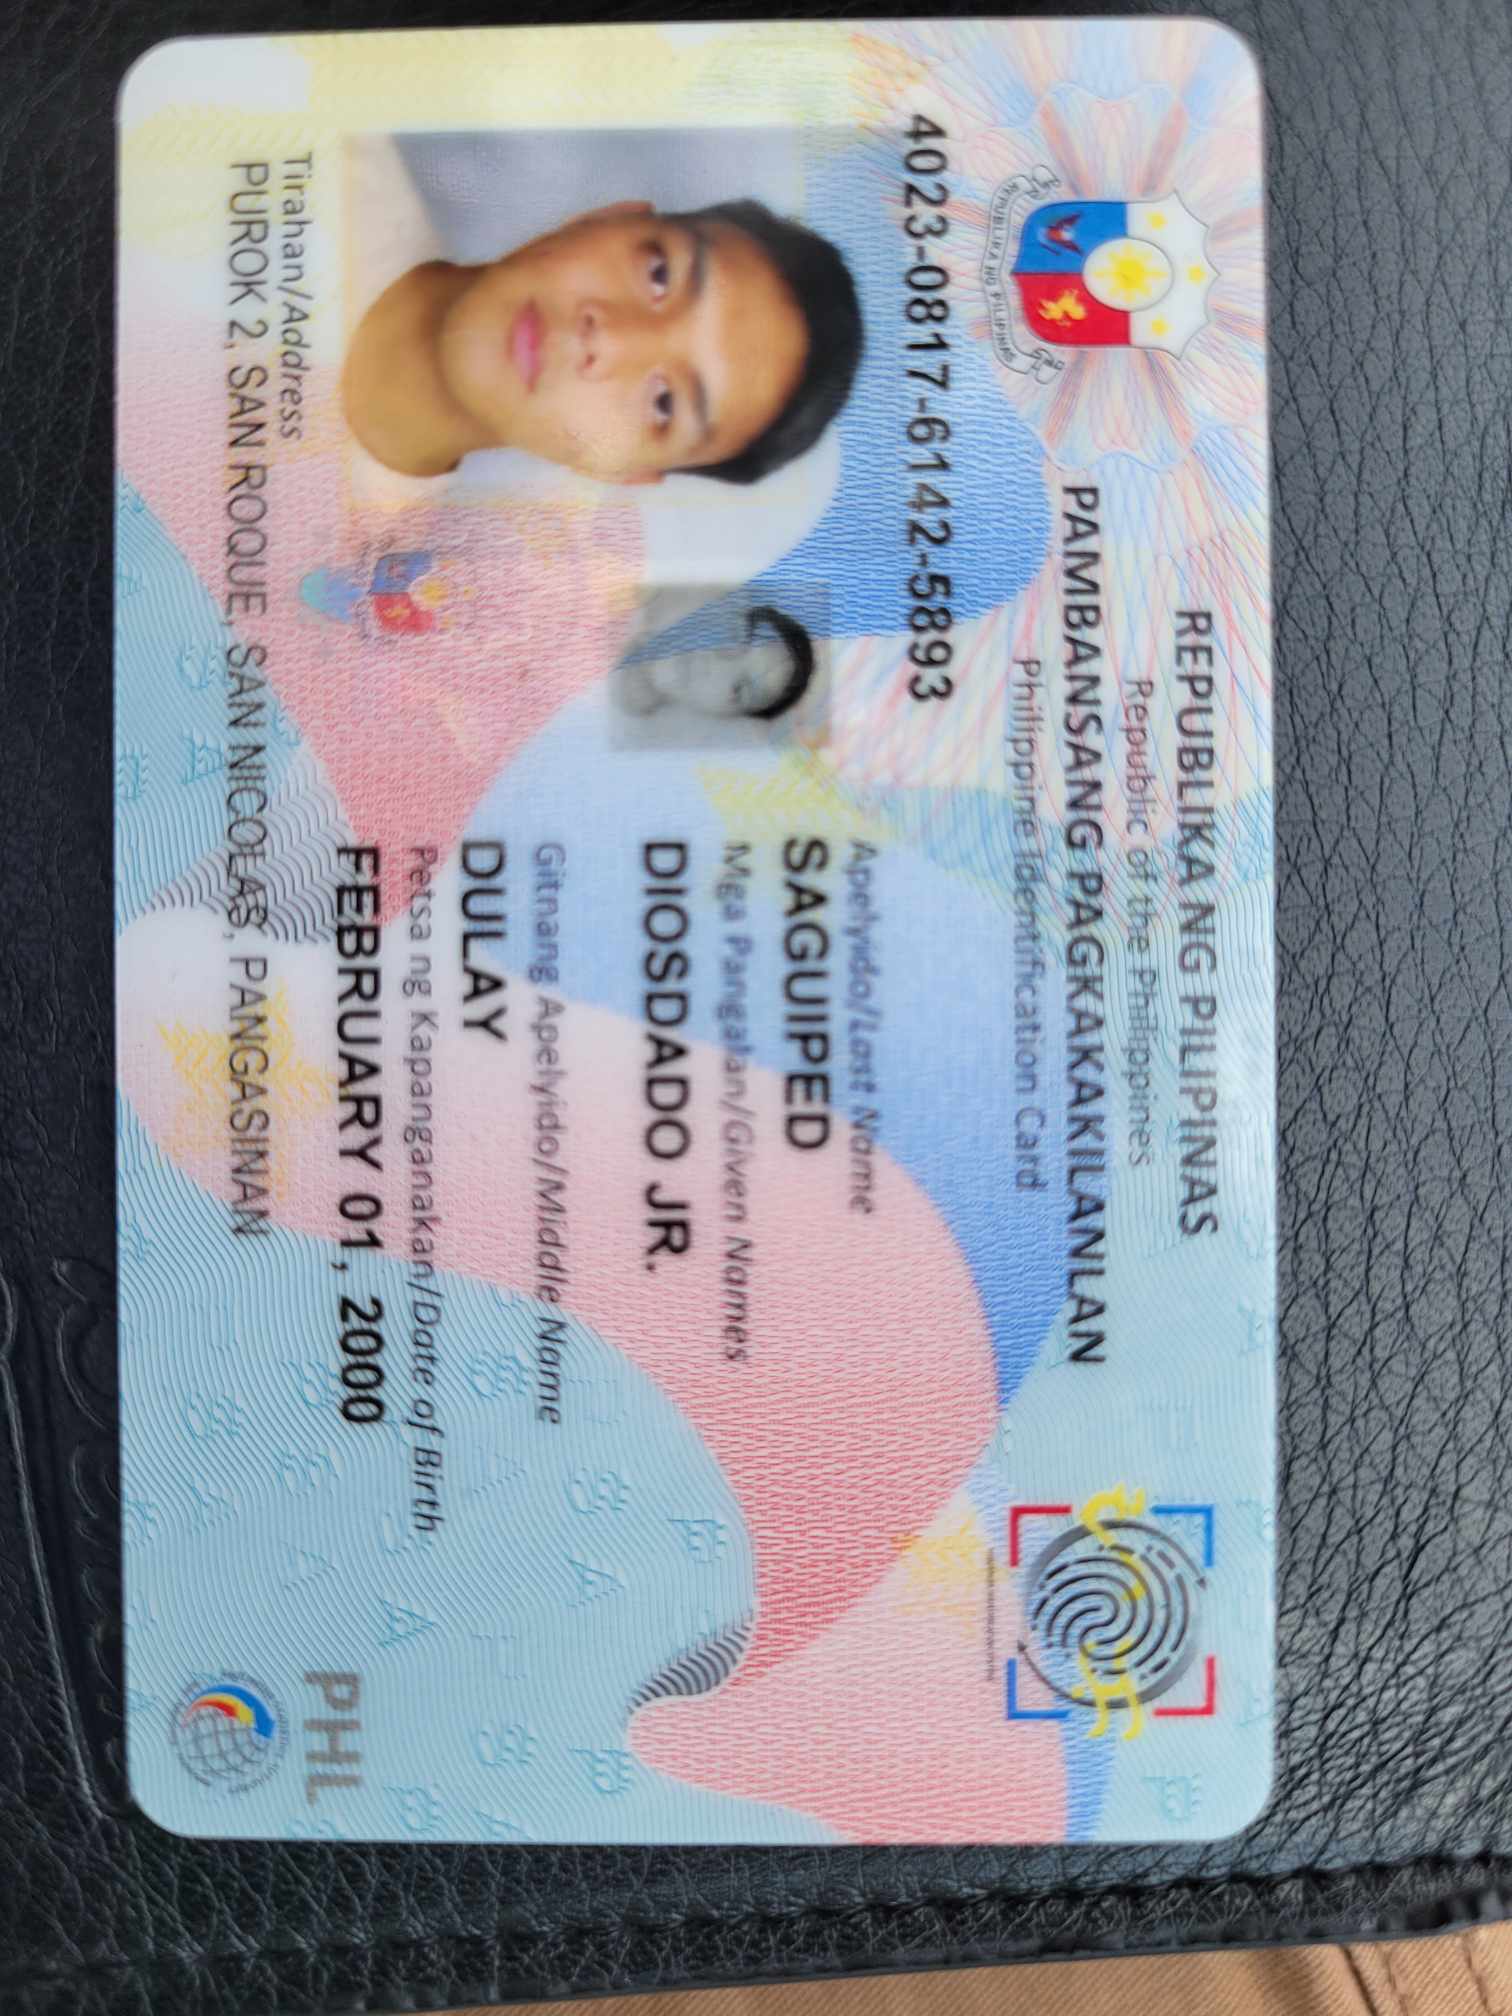 REPUBLIKA NG PILIPINAS
Republic of the Philippines
PAMBANSANG PAGKAKAKILANLAN
Philippine Identification Card
REPUBLIKA NG PILIPINAS
4023-0817-6142-5893
Apelyido/Last Name
SAGUIPED
Mga Pangalan/Given Names
DIOSDADO JR.
Gitnang Apelyido/Middle Name
DULAY
Petsa ng Kapanganakan/Date of Birth
FEBRUARY 01, 2000
PHL
Tirahan/Address
PUROK 2, SAN ROQUE, SAN NICOLAS, PANGASINAN